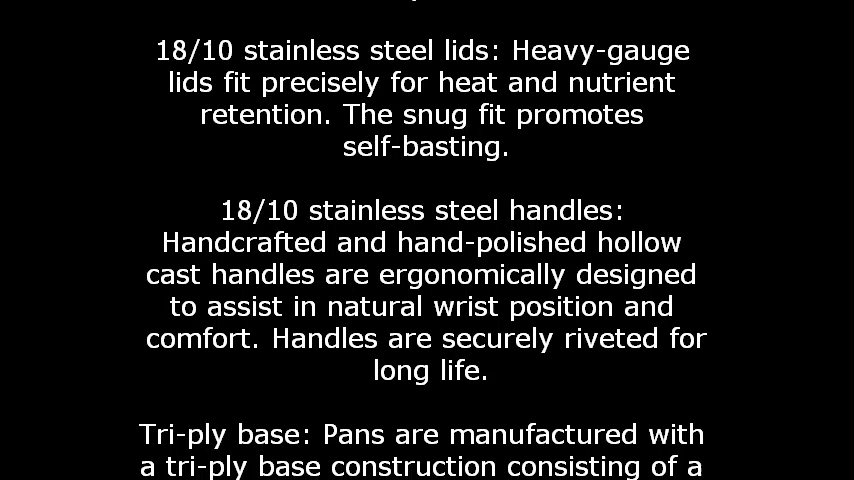 18/10 stainless steel lids: Heavy-gauge
lids fit precisely for heat and nutrient
retention. The snug fit promotes
self-basting.
18/10 stainless steel handles:
Handcrafted and hand-polished hollow
cast handles are ergonomically designed
to assist in natural wrist position and
comfort. Handles are securely riveted for
long life.
Tri-ply base: Pans are manufactured with
a tri-ply base construction consisting of a